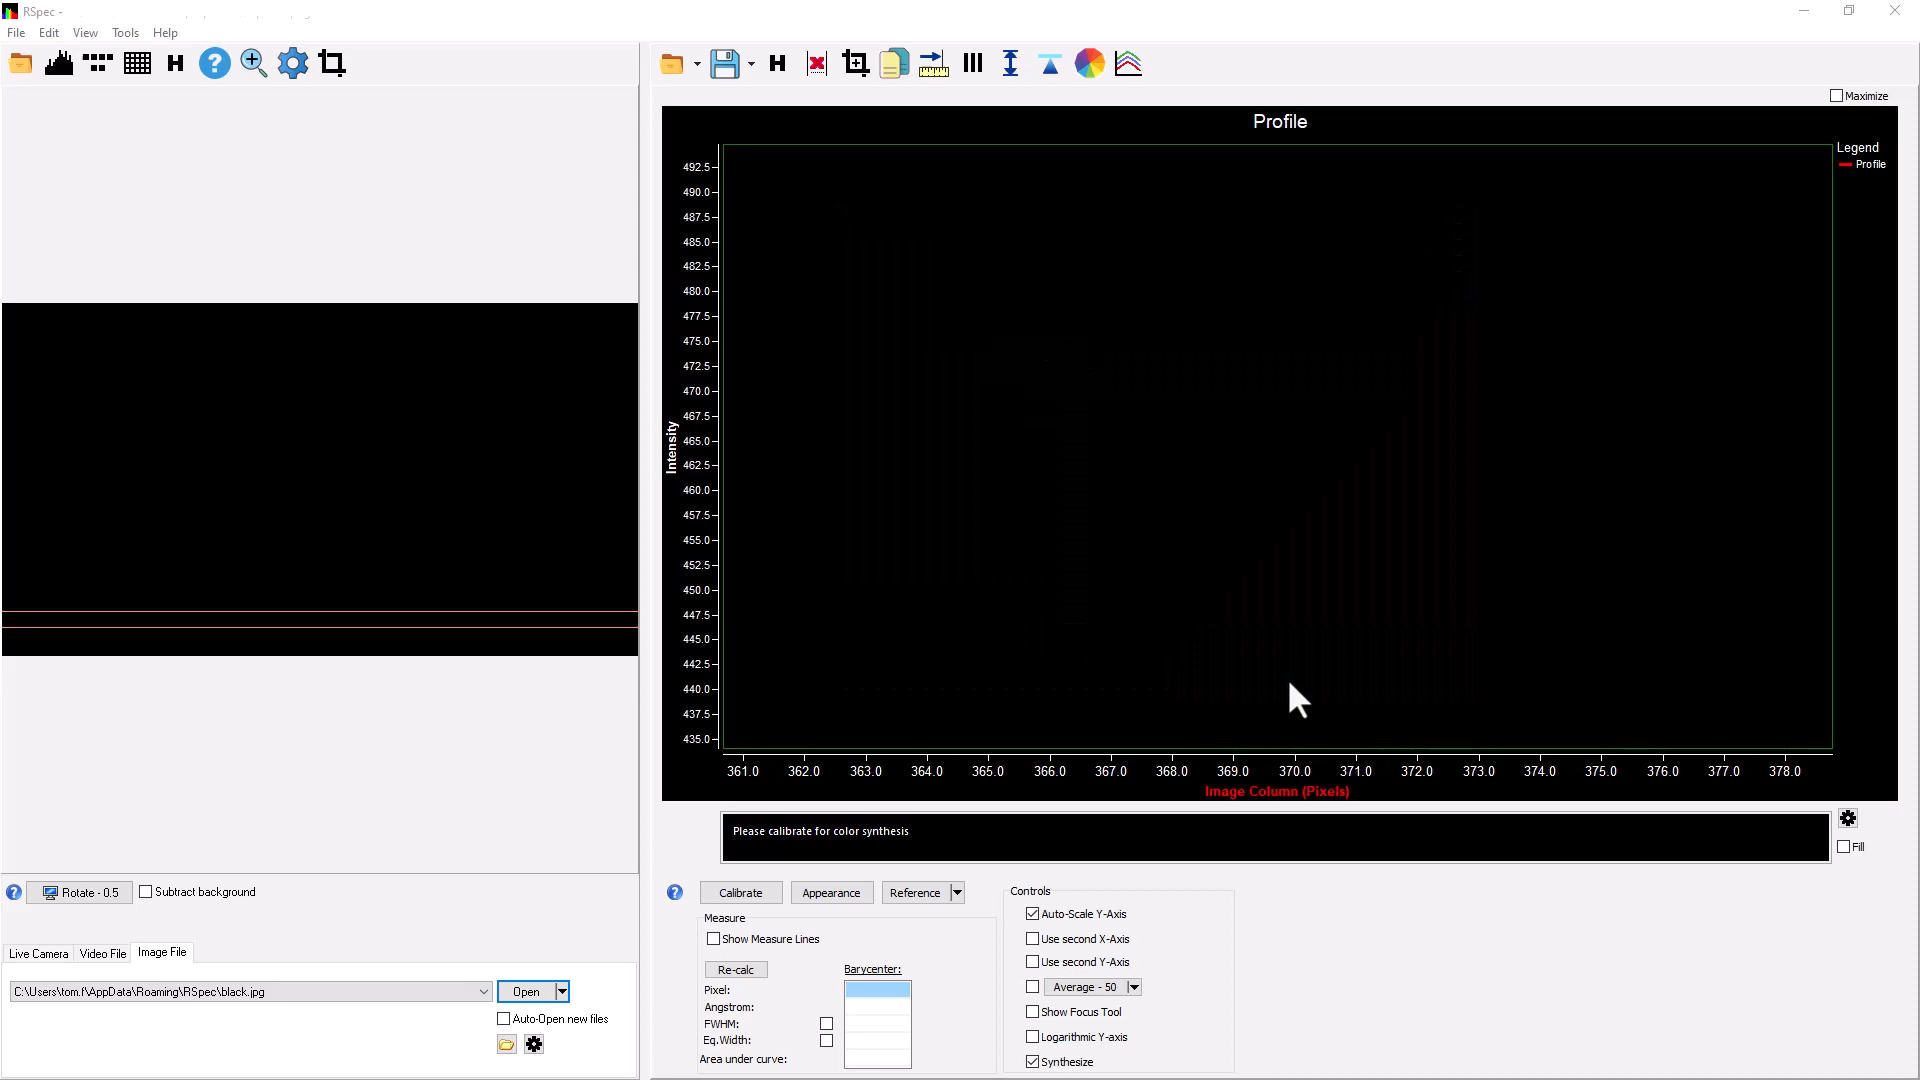 RSpec -
File Edit View Tools Help
H ? H
Maximize
Profile
Legend
Profile
492.5
490.0
487.5
485.0
482.5
480.0
477.5
475.0
472.5
470.0
467.5
465.0
462.5
460.0
457.5
455.0
452.5
450.0
447.5
445.0
442.5
440.0
437.5
435.0
Intensity
361.0 362.0 363.0 364.0 365.0 366.0 367.0 368.0 369.0 370.0 371.0 372.0 373.0 374.0 375.0 376.0 377.0 378.0
Image Column (Pixels)
Please calibrate for color synthesis
Fill
? Rotate - 0.5 Subtract background
? Calibrate Appearance Reference
Live Camera Video File Image File
C:\Users\tom.f\AppData\Roaming\RSpec\black.jpg Open
Auto-Open new files
Measure
Show Measure Lines
Re-calc Barycenter:
Pixel:
Angstrom:
FWHM:
Eq.Width:
Area under curve:
Controls
Auto-Scale Y-Axis
Use second X-Axis
Use second Y-Axis
Average - 50
Show Focus Tool
Logarithmic Y-axis
Synthesize